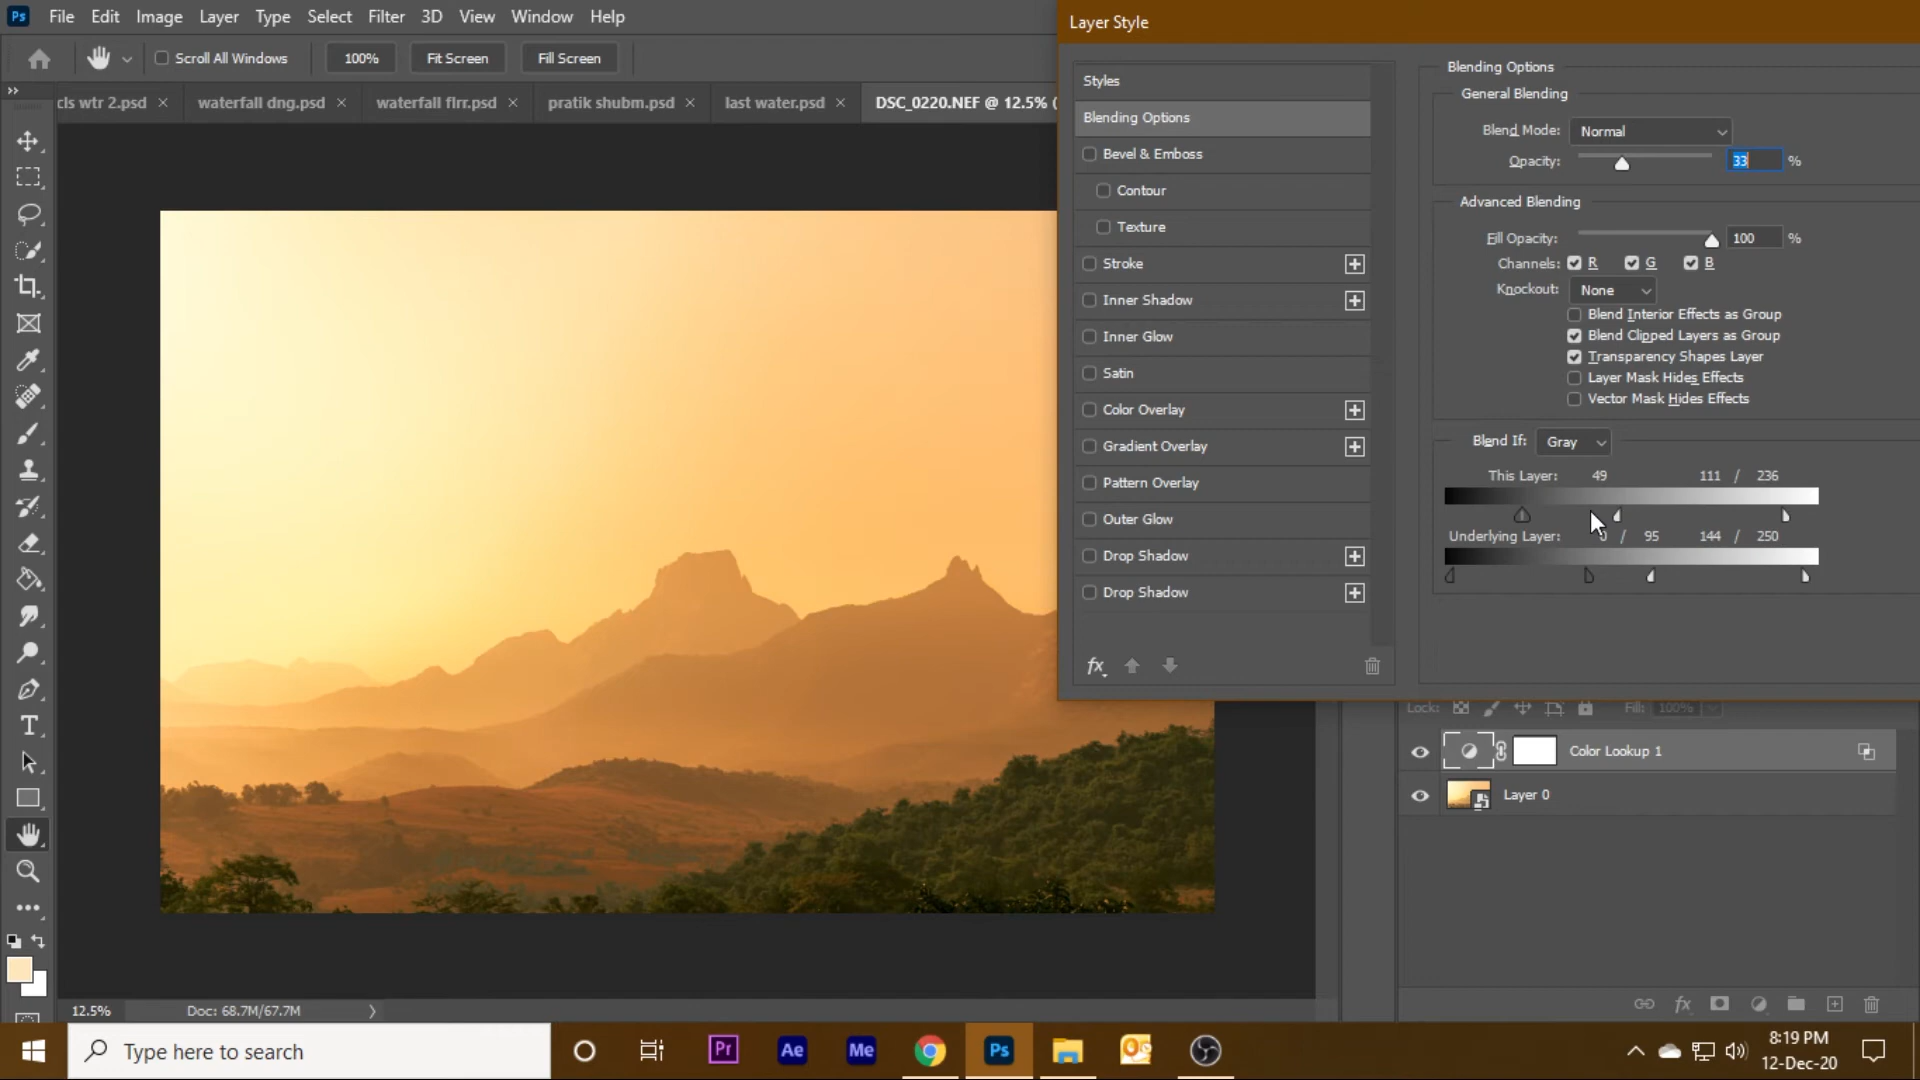 Ps File Edit Image Layer Type Select Filter 3D View Window Help
Layer Style
Scroll All Windows 100% Fit Screen Fill Screen
cls wtr 2.psd × waterfall dng.psd × waterfall flrr.psd × pratik shubm.psd × last water.psd × DSC_0220.NEF @ 12.5% (
Styles
Blending Options
Bevel & Emboss
Contour
Texture
Stroke
Inner Shadow
Inner Glow
Satin
Color Overlay
Gradient Overlay
Pattern Overlay
Outer Glow
Drop Shadow
Drop Shadow
fx
Blending Options
General Blending
Blend Mode: Normal
Opacity: 33 %
Advanced Blending
Fill Opacity: 100 %
Channels: R G B
Knockout: None
Blend Interior Effects as Group
Blend Clipped Layers as Group
Transparency Shapes Layer
Layer Mask Hides Effects
Vector Mask Hides Effects
Blend If: Gray
This Layer: 49 111 / 236
Underlying Layer: 0 / 95 144 / 250
Lock: Fill: 100%
Color Lookup 1
Layer 0
fx
12.5% Doc: 68.7M/67.7M
Type here to search
Pr Ae Me Ps
8:19 PM
12-Dec-20